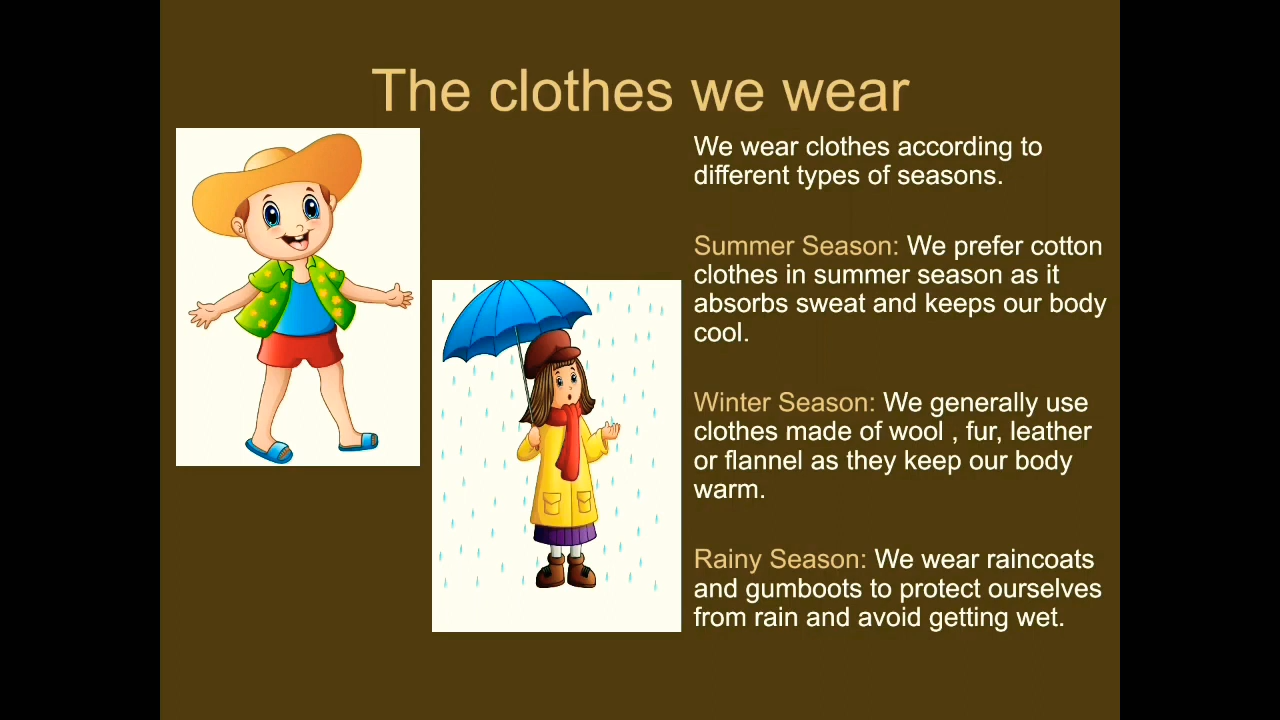 The clothes we wear
We wear clothes according to
different types of seasons.
Summer Season: We prefer cotton
clothes in summer season as it
absorbs sweat and keeps our body
cool.
Winter Season: We generally use
clothes made of wool , fur, leather
or flannel as they keep our body
warm.
Rainy Season: We wear raincoats
and gumboots to protect ourselves
from rain and avoid getting wet.